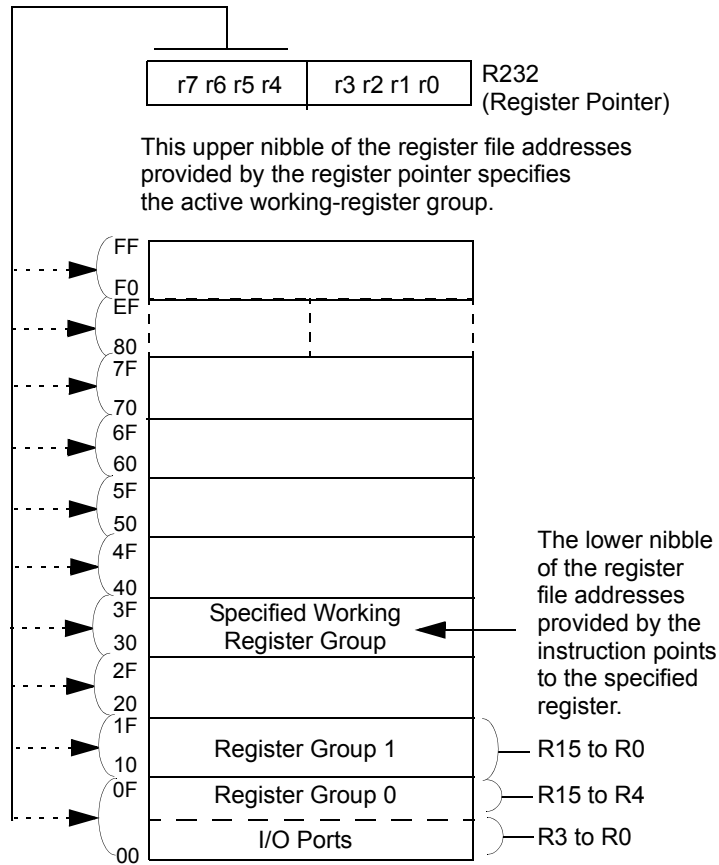 r7 r6 r5 r4
r3 r2 r1 r0
R232
(Register Pointer)
This upper nibble of the register file addresses
provided by the register pointer specifies
the active working-register group.
FF
F0
EF
80
7F
70
6F
60
5F
50
4F
40
3F
30
2F
20
1F
10
0F
00
Specified Working
Register Group
The lower nibble
of the register
file addresses
provided by the
instruction points
to the specified
register.
Register Group 1
R15 to R0
Register Group 0
R15 to R4
I/O Ports
R3 to R0